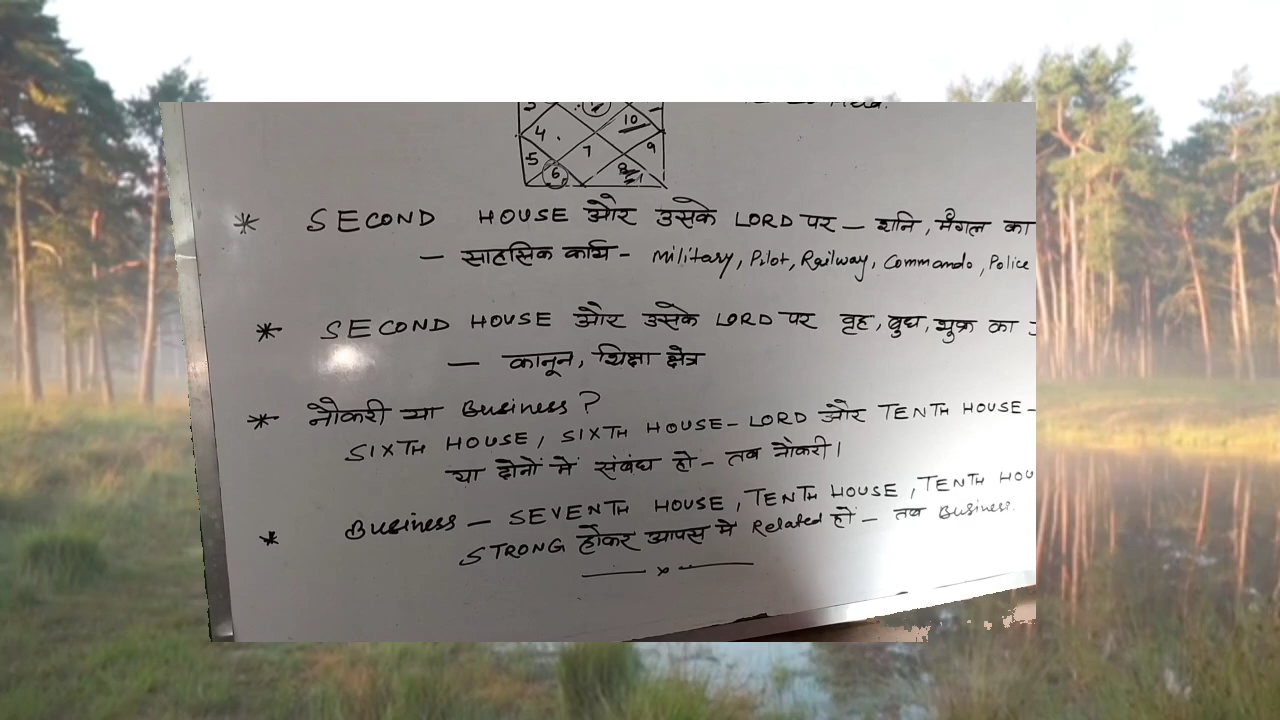 10
4
7
9
5
6
8
* SECOND HOUSE और उसके LORD पर – शनि, मँगल का
– साहसिक कार्य - Military, Pilot, Railway, Commando, Police
* SECOND HOUSE और उसके LORD पर वृह, बुध, शुक्र का
– कानून, शिक्षा क्षेत्र
* नौकरी या Business?
SIXTH HOUSE, SIXTH HOUSE-LORD और TENTH HOUSE-
या दोनों में संबंध हो - तब नौकरी।
* Business – SEVENTH HOUSE, TENTH HOUSE, TENTH HOU
STRONG होकर आपस मे Related हो – तब Business.
—x—